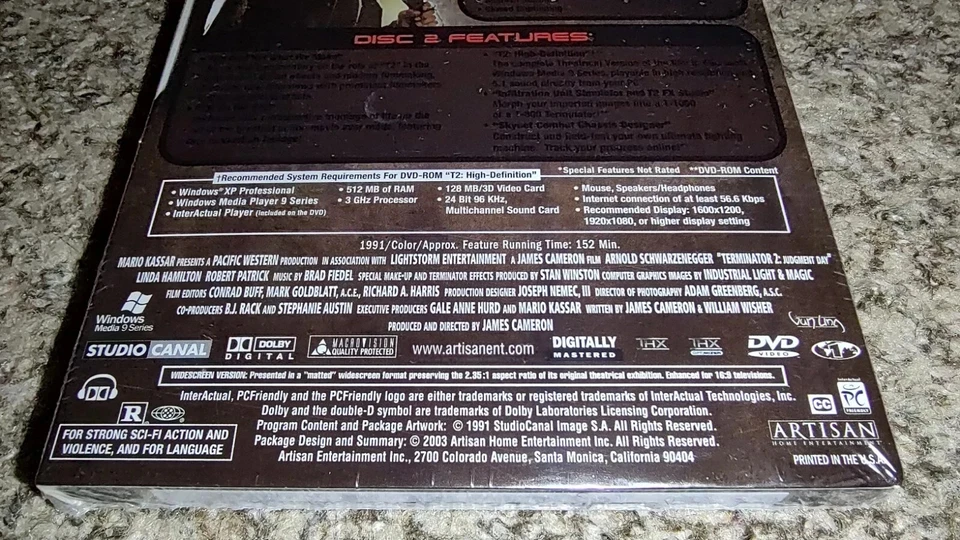 DISC 2 FEATURES:
"T2: High-Definition"†**
The Complete Theatrical Version of the
Windows Media 9 Series, playable in high
5.1 sound directly from your
"Infiltration Unit Simulator and T2 FX Studio"
Morph your imported images into a T-1000
or a T-800 Terminator!**
• "Skynet Combat Chassis Designer"
Construct and your own ultimate fighting
machine. Track your progress online!**
*Special Features Not Rated **DVD-ROM Content
†Recommended System Requirements For DVD-ROM "T2: High-Definition"
• Windows® XP Professional
• Windows Media Player 9 Series
• InterActual Player (included on the DVD)
• 512 MB of RAM
• 3 GHz Processor
• 128 MB/3D Video Card
• 24 Bit 96 KHz,
Multichannel Sound Card
• Mouse, Speakers/Headphones
• Internet connection of at least 56.6 Kbps
• Recommended Display: 1600x1200,
1920x1080, or higher display setting
1991/Color/Approx. Feature Running Time: 152 Min.
MARIO KASSAR PRESENTS A PACIFIC WESTERN PRODUCTION IN ASSOCIATION WITH LIGHTSTORM ENTERTAINMENT A JAMES CAMERON FILM ARNOLD SCHWARZENEGGER "TERMINATOR 2: JUDGMENT DAY"
LINDA HAMILTON ROBERT PATRICK MUSIC BY BRAD FIEDEL SPECIAL MAKE-UP AND TERMINATOR EFFECTS PRODUCED BY STAN WINSTON COMPUTER GRAPHICS IMAGES BY INDUSTRIAL LIGHT & MAGIC
FILM EDITORS CONRAD BUFF, MARK GOLDBLATT, A.C.E., RICHARD A. HARRIS PRODUCTION DESIGNER JOSEPH NEMEC, III DIRECTOR OF PHOTOGRAPHY ADAM GREENBERG, A.S.C.
CO-PRODUCERS B.J. RACK AND STEPHANIE AUSTIN EXECUTIVE PRODUCERS GALE ANNE HURD AND MARIO KASSAR WRITTEN BY JAMES CAMERON & WILLIAM WISHER
PRODUCED AND DIRECTED BY JAMES CAMERON
Windows
Media 9 Series
Van Ling
STUDIO CANAL
DOLBY
DIGITAL
MACROVISION
QUALITY PROTECTED
www.artisanent.com
DIGITALLY
MASTERED
THX
THX
DVD
VIDEO
WIDESCREEN VERSION: Presented in a "matted" widescreen format preserving the 2.35:1 aspect ratio of its original theatrical exhibition. Enhanced for 16:9 televisions.
InterActual, PCFriendly and the PCFriendly logo are either trademarks or registered trademarks of InterActual Technologies, Inc.
Dolby and the double-D symbol are trademarks of Dolby Laboratories Licensing Corporation.
Program Content and Package Artwork: © 1991 StudioCanal Image S.A. All Rights Reserved.
Package Design and Summary: © 2003 Artisan Home Entertainment Inc. All Rights Reserved.
Artisan Entertainment Inc., 2700 Colorado Avenue, Santa Monica, California 90404
R
FOR STRONG SCI-FI ACTION AND
VIOLENCE, AND FOR LANGUAGE
CC
InterActual
PC
FRIENDLY
ARTISAN
HOME ENTERTAINMENT
PRINTED IN THE U.S.A.